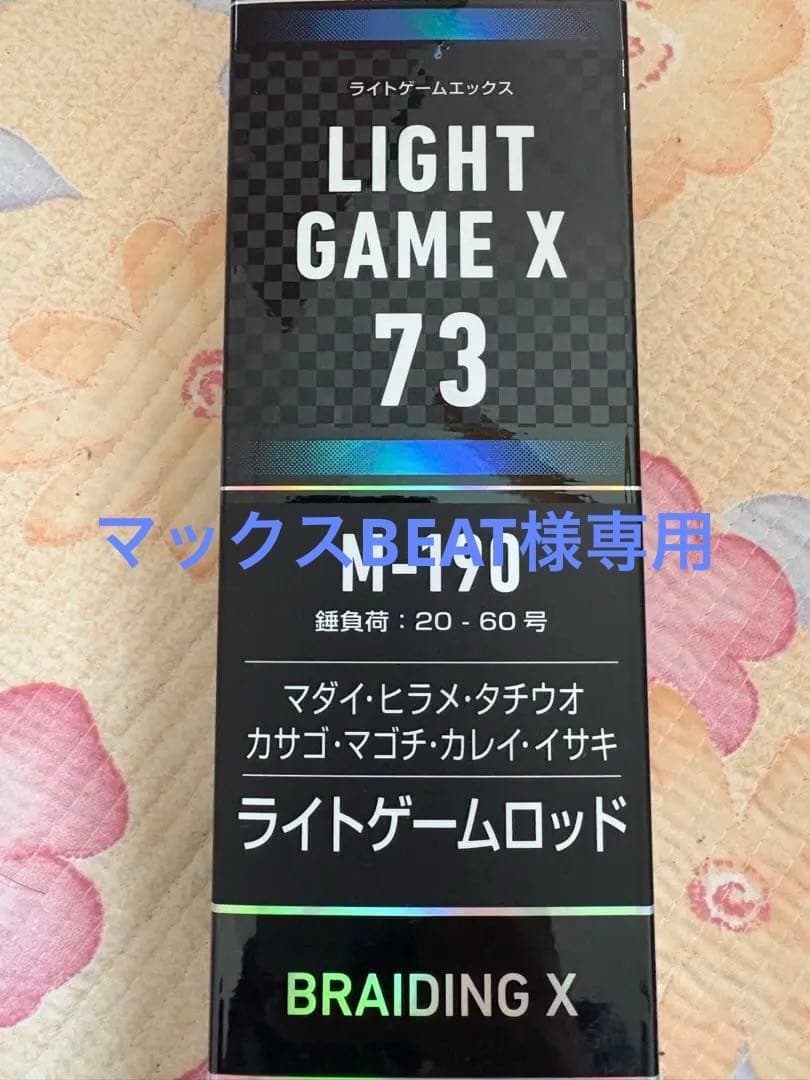 ライトゲームエックス
LIGHT
GAME X
73
マックスBEAT様専用
M-190
錘負荷：20 - 60 号
マダイ･ヒラメ･タチウオ
カサゴ･マゴチ･カレイ･イサキ
ライトゲームロッド
BRAIDING X